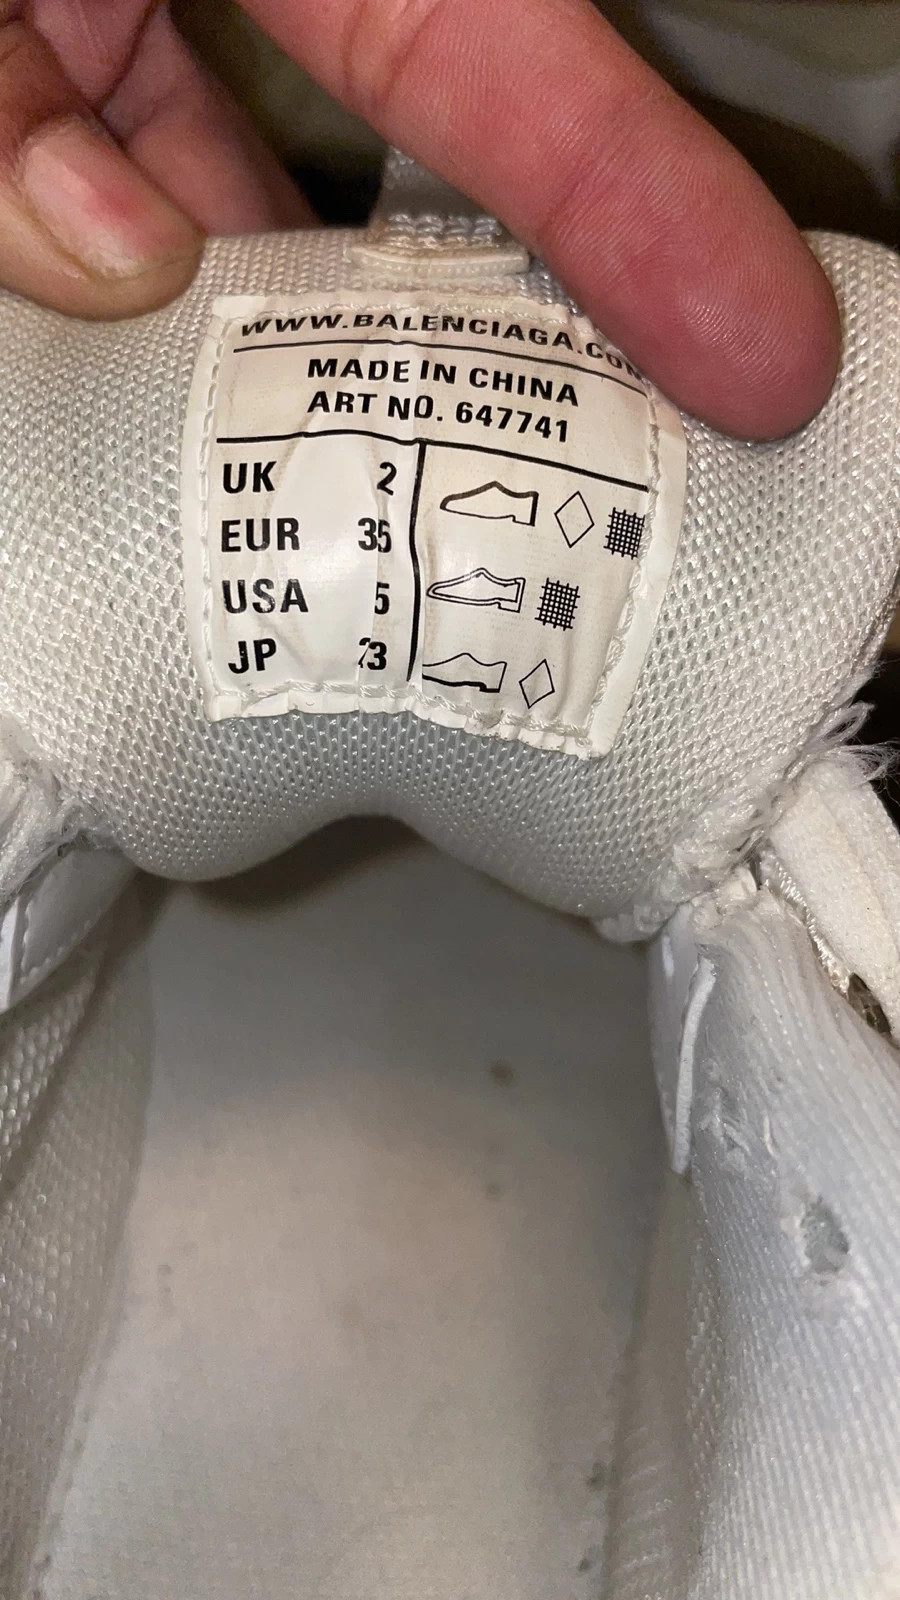 WWW.BALENCIAGA.COM
MADE IN CHINA
ART NO. 647741
UK 2
EUR 35
USA 5
JP 23